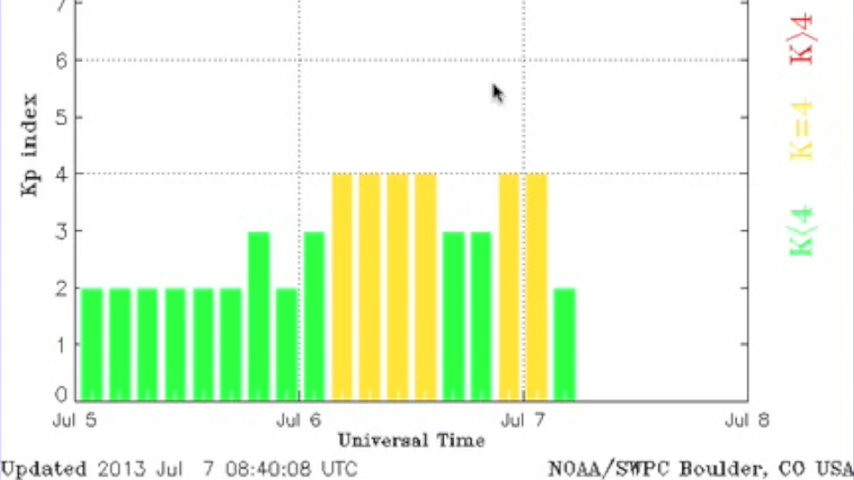 7
K>4
6
5
K=4
Kp index
4
3
K<4
2
1
0
Jul 5 Jul 6 Jul 7 Jul 8
Universal Time
Updated 2013 Jul 7 08:40:08 UTC NOAA/SWPC Boulder, CO USA